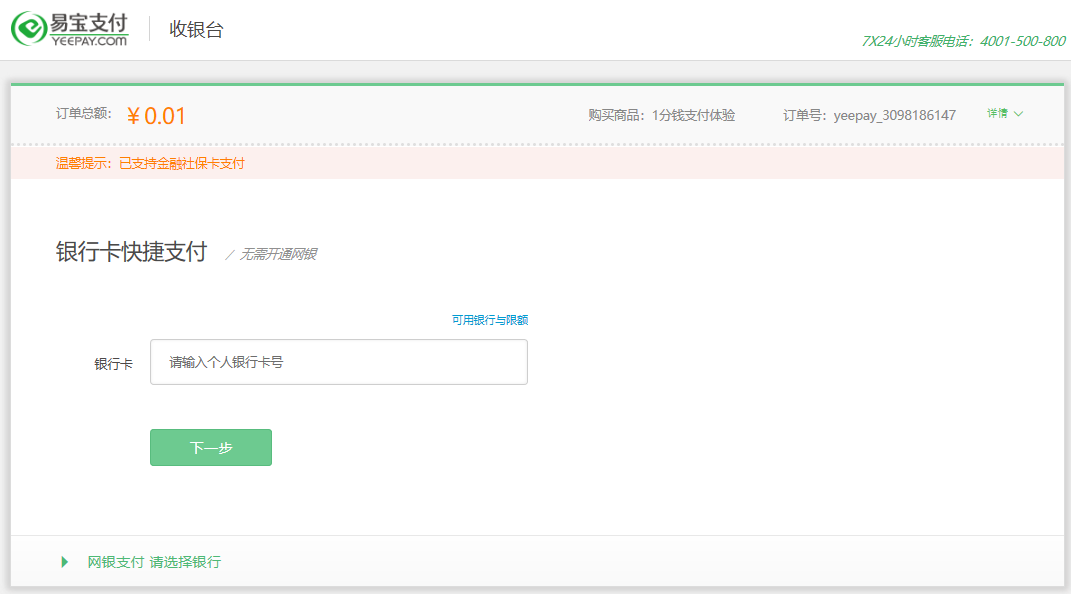 易宝支付
YEEPAY.COM
收银台
7X24小时客服电话：4001-500-800
订单总额： ￥0.01 购买商品：1分钱支付体验 订单号：yeepay_3098186147 详情
温馨提示：已支持金融社保卡支付
银行卡快捷支付 / 无需开通网银
可用银行与限额
银行卡 请输入个人银行卡号
下一步
网银支付 请选择银行